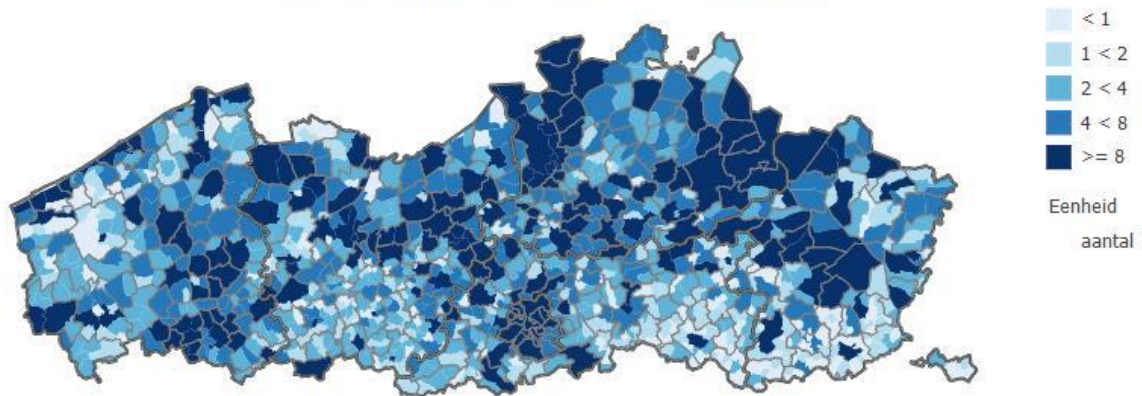 < 1
1 < 2
2 < 4
4 < 8
>= 8
Eenheid
aantal